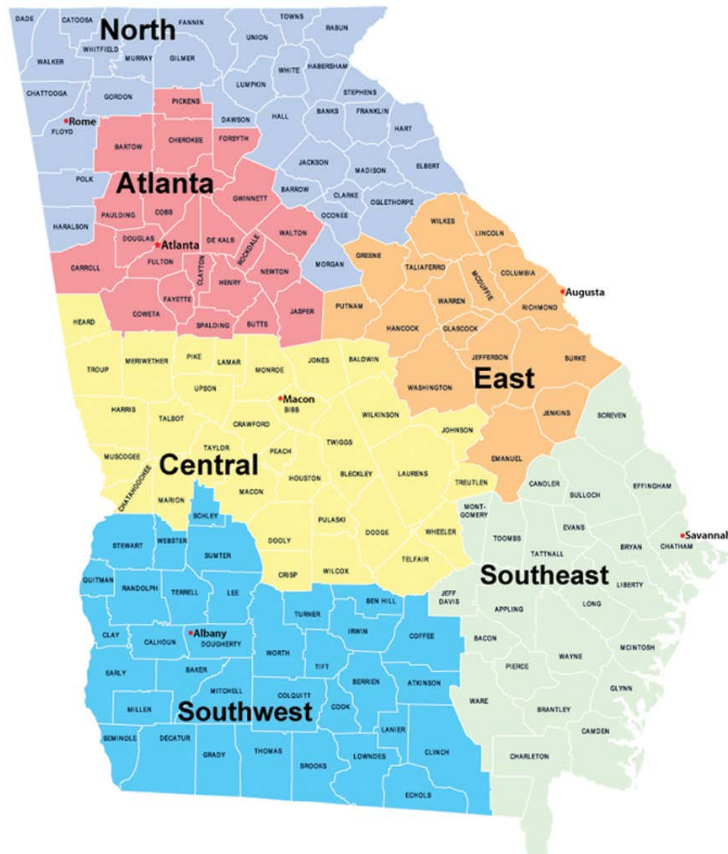 North
DADE
CATOOSA
FANNIN
TOWNS
RABUN
UNION
WHITFIELD
MURRAY
GILMER
WALKER
WHITE
HABERSHAM
LUMPKIN
STEPHENS
CHATTOOGA
GORDON
PICKENS
DAWSON
BANKS
FRANKLIN
HALL
HART
Rome
FLOYD
BARTOW
CHEROKEE
FORSYTH
JACKSON
MADISON
ELBERT
POLK
Atlanta
BARROW
CLARKE
GWINNETT
OCONEE
OGLETHORPE
HARALSON
PAULDING
COBB
WALTON
WILKES
LINCOLN
DOUGLAS
Atlanta
DE KALB
ROCKDALE
GREENE
TALIAFERRO
COLUMBIA
MCDUFFIE
CARROLL
FULTON
CLAYTON
NEWTON
MORGAN
HENRY
FAYETTE
Augusta
RICHMOND
WARREN
PUTNAM
COWETA
SPALDING
BUTTS
JASPER
HANCOCK
GLASCOCK
HEARD
JEFFERSON
BURKE
East
TROUP
MERIWETHER
PIKE
LAMAR
MONROE
JONES
BALDWIN
WASHINGTON
UPSON
Macon
BIBB
JENKINS
SCREVEN
HARRIS
TALBOT
CRAWFORD
WILKINSON
JOHNSON
TWIGGS
EMANUEL
MUSCOGEE
TAYLOR
PEACH
Central
CHATAHOOCHEE
MARION
MACON
HOUSTON
BLECKLEY
LAURENS
TREUTLEN
CANDLER
BULLOCH
EFFINGHAM
SCHLEY
PULASKI
MONT-
GOMERY
TOOMBS
EVANS
STEWART
WEBSTER
SUMTER
DOOLY
DODGE
WHEELER
TATTNALL
BRYAN
Savannal
CHATHAM
CRISP
WILCOX
TELFAIR
Southeast
QUITMAN
RANDOLPH
TERRELL
LEE
JEFF
DAVIS
APPLING
LIBERTY
LONG
TURNER
BEN HILL
CLAY
CALHOUN
Albany
DOUGHERTY
WORTH
IRWIN
COFFEE
BACON
WAYNE
MCINTOSH
PIERCE
EARLY
BAKER
TIFT
MITCHELL
COLQUITT
BERRIEN
ATKINSON
GLYNN
MILLER
Southwest
COOK
WARE
BRANTLEY
LANIER
CAMDEN
SEMINOLE
DECATUR
GRADY
THOMAS
BROOKS
LOWNDES
CLINCH
CHARLETON
ECHOLS